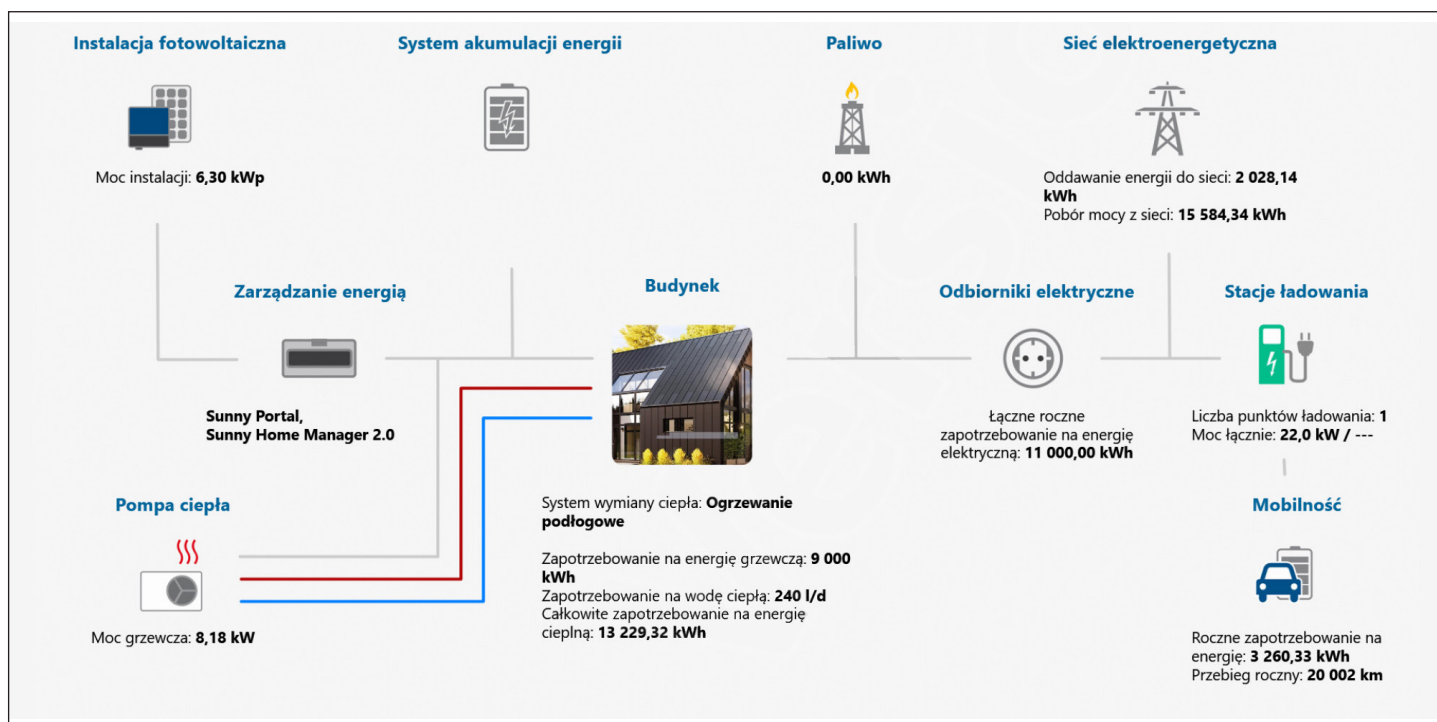 Instalacja fotowoltaiczna
System akumulacji energii
Paliwo
Sieć elektroenergetyczna
Moc instalacji: 6,30 kWp
0,00 kWh
Oddawanie energii do sieci: 2 028,14
kWh
Pobór mocy z sieci: 15 584,34 kWh
Zarządzanie energią
Budynek
Odbiorniki elektryczne
Stacje ładowania
Sunny Portal,
Sunny Home Manager 2.0
Łączne roczne
zapotrzebowanie na energię
elektryczną: 11 000,00 kWh
Liczba punktów ładowania: 1
Moc łącznie: 22,0 kW / ---
Pompa ciepła
System wymiany ciepła: Ogrzewanie
podłogowe
Mobilność
Zapotrzebowanie na energię grzewczą: 9 000
kWh
Zapotrzebowanie na wodę ciepłą: 240 l/d
Całkowite zapotrzebowanie na energię
cieplną: 13 229,32 kWh
Moc grzewcza: 8,18 kW
Roczne zapotrzebowanie na
energię: 3 260,33 kWh
Przebieg roczny: 20 002 km